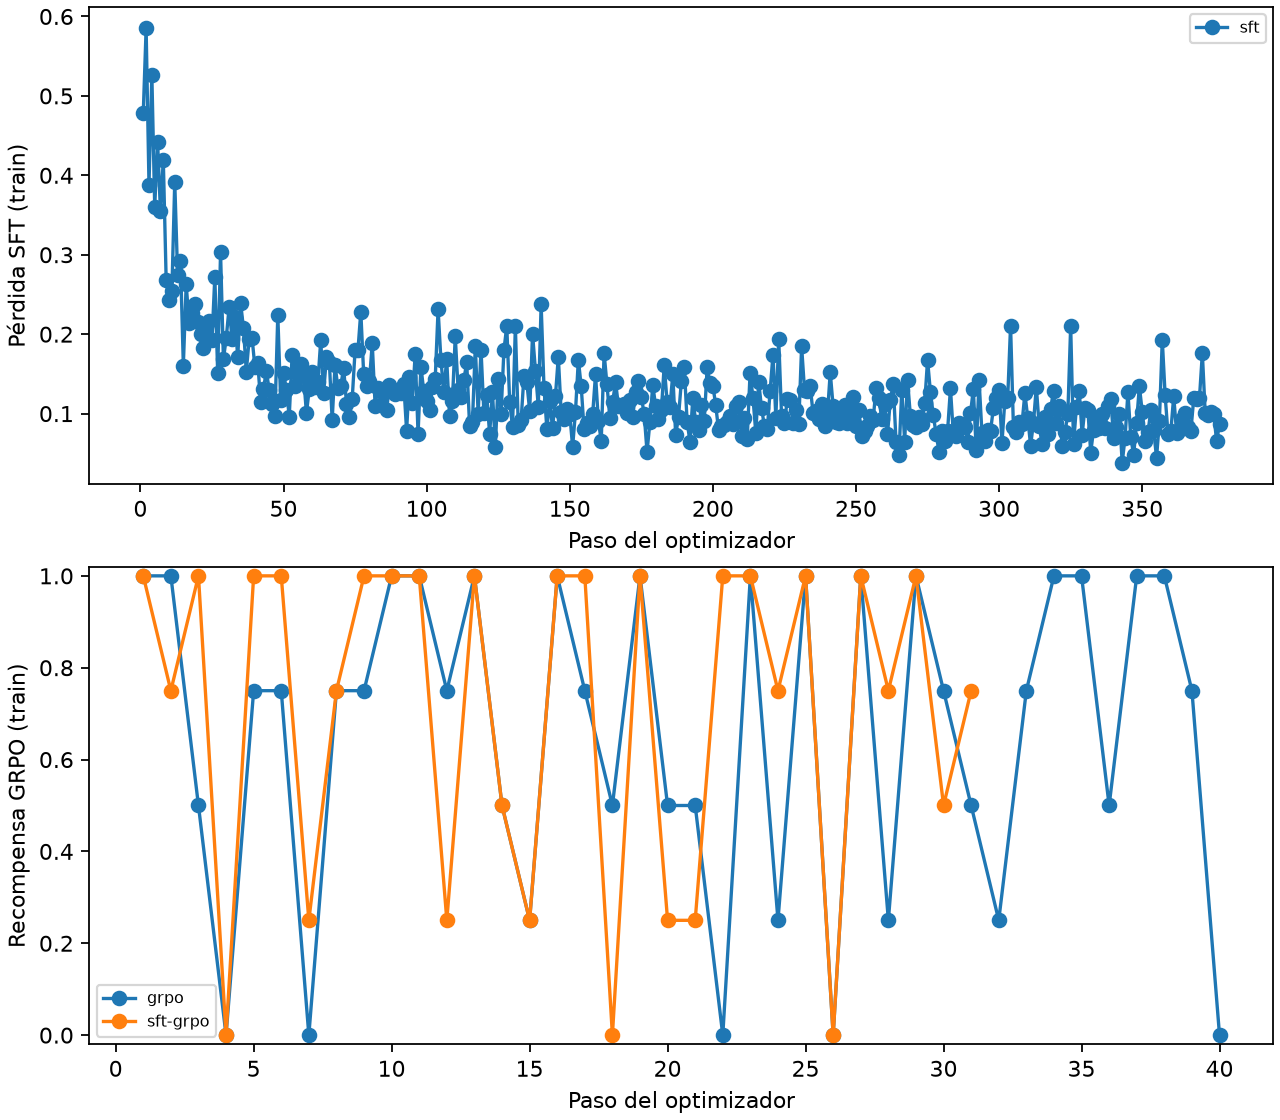 0.6
0.5
0.4
0.3
0.2
0.1
Pérdida SFT (train)
sft
0 50 100 150 200 250 300 350
Paso del optimizador
1.0
0.8
0.6
0.4
0.2
0.0
Recompensa GRPO (train)
grpo
sft-grpo
0 5 10 15 20 25 30 35 40
Paso del optimizador